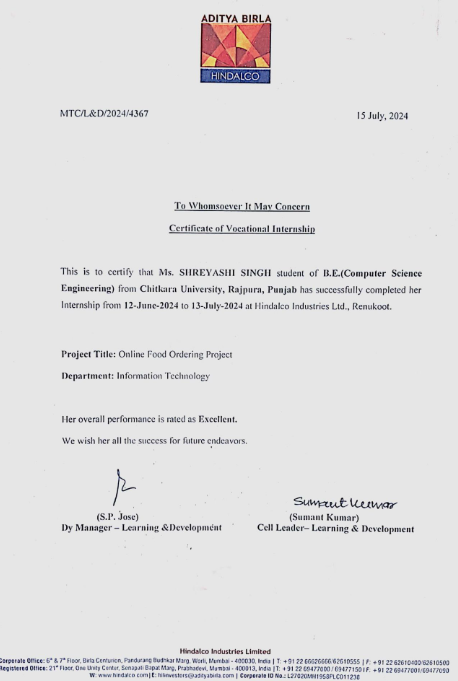 ADITYA BIRLA
HINDALCO
MTC/L&D/2024/4367
15 July, 2024
To Whomsoever It May Concern
Certificate of Vocational Internship
This is to certify that Ms. SHREYASHI SINGH student of B.E.(Computer Science
Engineering) from Chitkara University, Rajpura, Punjab has successfully completed her
Internship from 12-June-2024 to 13-July-2024 at Hindalco Industries Ltd., Renukoot.
Project Title: Online Food Ordering Project
Department: Information Technology
Her overall performance is rated as Excellent.
We wish her all the success for future endeavors.
Sumant Kumar
(S.P. Jose)
(Sumant Kumar)
Dy Manager – Learning &Development
Cell Leader– Learning & Development
Hindalco Industries Limited
Corporate Office: 6th & 7th Floor, Birla Centurion, Pandurang Budhkar Marg, Worli, Mumbai - 400030, India | T: +91 22 66626666/62610555 | F: +91 22 62610400/62610500
Registered Office: 21st Floor, One Unity Center, Senapati Bapat Marg, Prabhadevi, Mumbai - 400013, India | T: +91 22 69477000 / 69477150 | F: +91 22 69477001/69477090
W: www.hindalco.com | E: hilinvestors@adityabirla.com | Corporate ID No.: L27020MH1958PLC011238